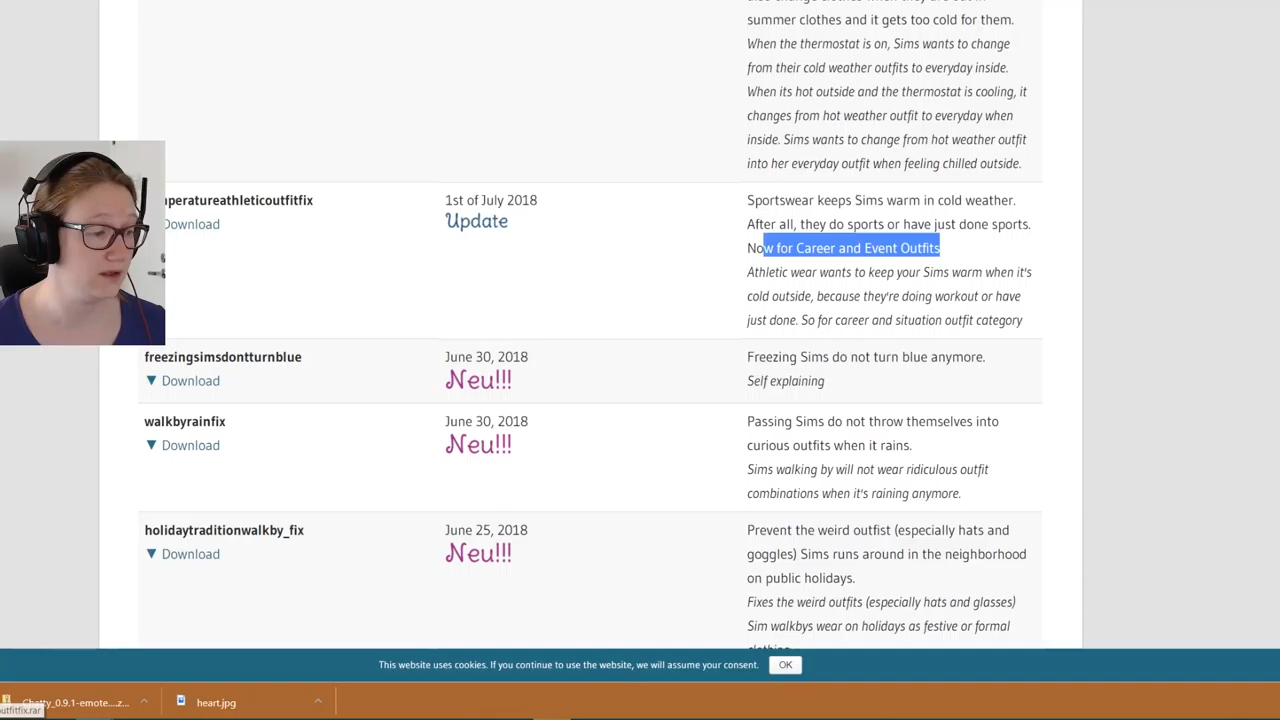 summer clothes and it gets too cold for them.
When the thermostat is on, Sims wants to change
from their cold weather outfits to everyday inside.
When its hot outside and the thermostat is cooling, it
changes from hot weather outfit to everyday when
inside. Sims wants to change from hot weather outfit
into her everyday outfit when feeling chilled outside.
peratureathleticoutfitfix
Download
1st of July 2018
Update
Sportswear keeps Sims warm in cold weather.
After all, they do sports or have just done sports.
Now for Career and Event Outfits
Athletic wear wants to keep your Sims warm when it's
cold outside, because they're doing workout or have
just done. So for career and situation outfit category
freezingsimsdontturnblue
▼ Download
June 30, 2018
Neu!!!
Freezing Sims do not turn blue anymore.
Self explaining
walkbyrainfix
▼ Download
June 30, 2018
Neu!!!
Passing Sims do not throw themselves into
curious outfits when it rains.
Sims walking by will not wear ridiculous outfit
combinations when it's raining anymore.
holidaytraditionwalkby_fix
▼ Download
June 25, 2018
Neu!!!
Prevent the weird outfist (especially hats and
goggles) Sims runs around in the neighborhood
on public holidays.
Fixes the weird outfits (especially hats and glasses)
Sim walkbys wear on holidays as festive or formal
clothing
This website uses cookies. If you continue to use the website, we will assume your consent.
OK
Chatty_0.9.1-emote....z...
heart.jpg
outfitfix.rar